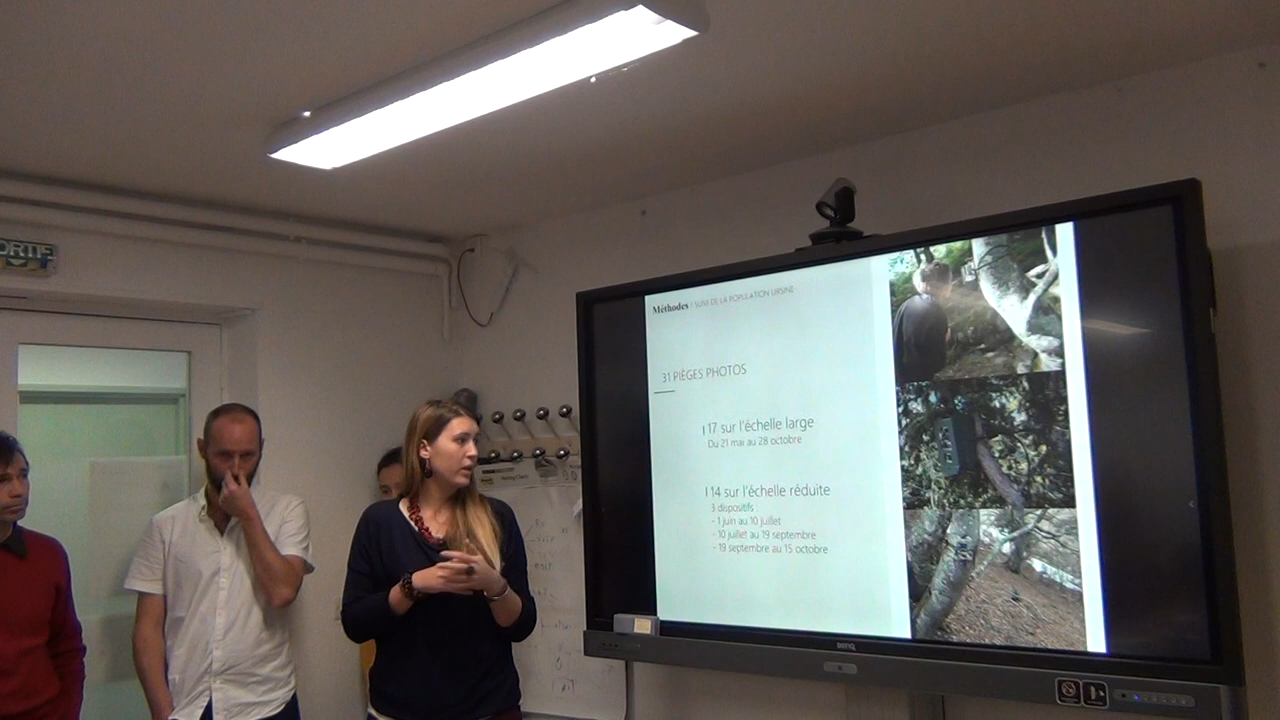 ORTIE
Méthodes | SUIVI DE LA POPULATION URSINE
31 PIÈGES PHOTOS
17 sur l'échelle large
Du 21 mai au 28 octobre
14 sur l'échelle réduite
3 dispositifs :
- 1 juin au 10 juillet
- 10 juillet au 19 septembre
- 19 septembre au 15 octobre
BENQ